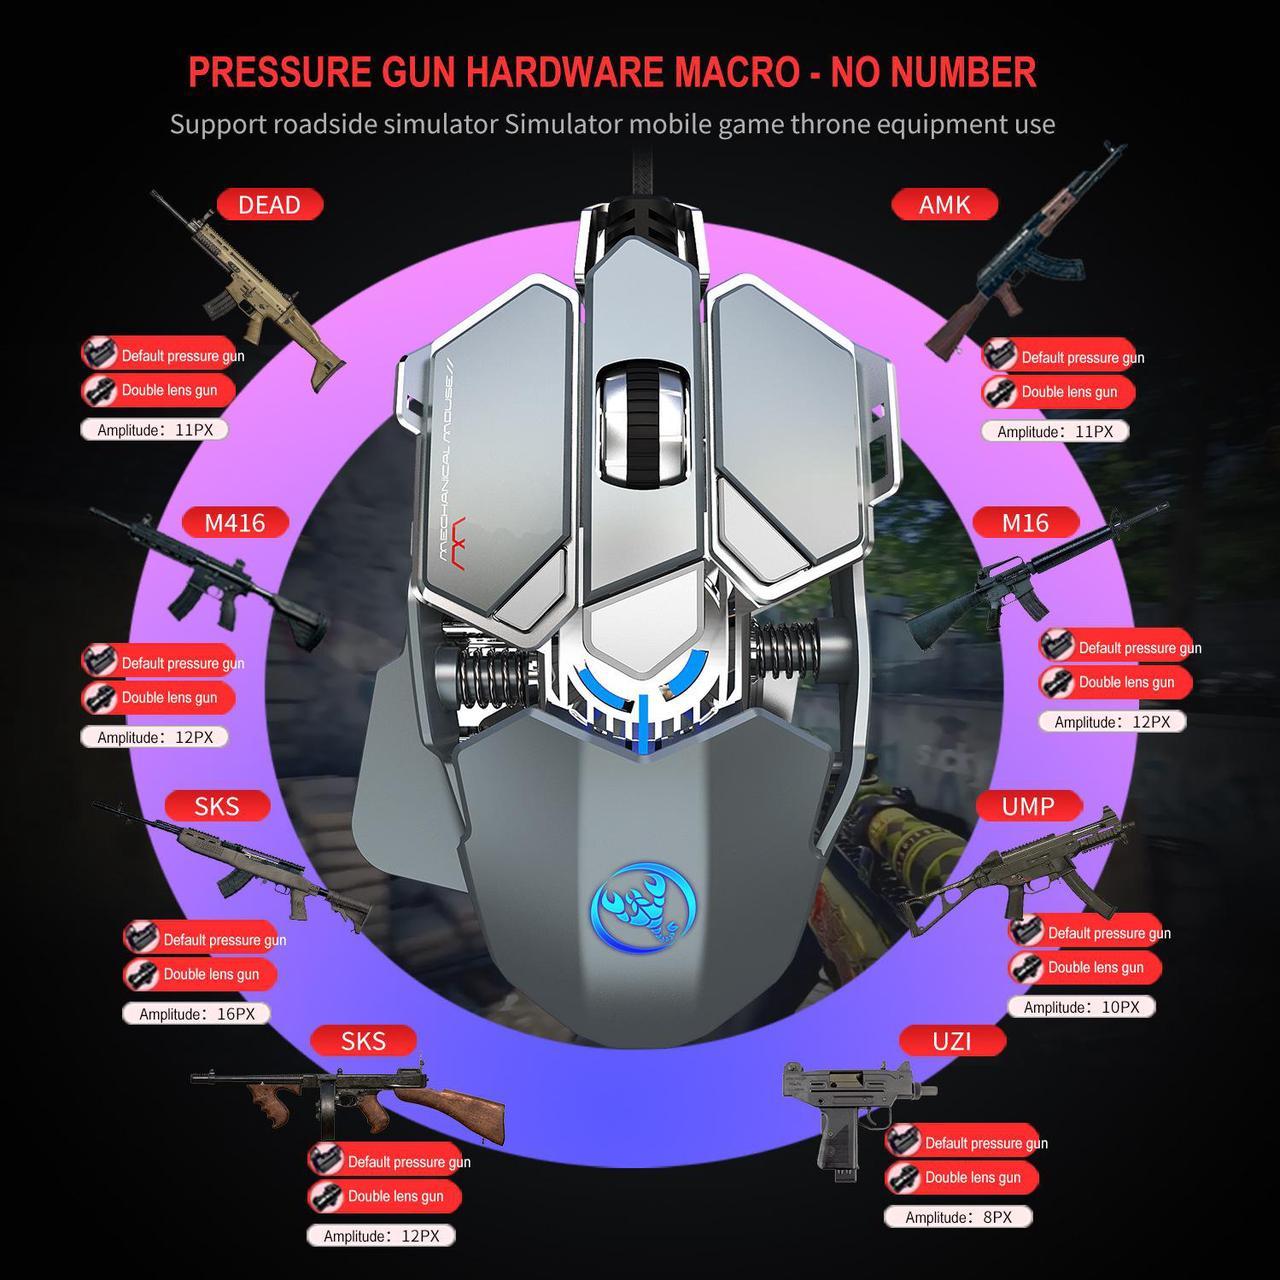 PRESSURE GUN HARDWARE MACRO - NO NUMBER
Support roadside simulator Simulator mobile game throne equipment use
DEAD
Default pressure gun
Double lens gun
Amplitude: 11PX
AMK
Default pressure gun
Double lens gun
Amplitude: 11PX
MECHANICAL MOUSE//
M416
Default pressure gun
Double lens gun
Amplitude: 12PX
M16
Default pressure gun
Double lens gun
Amplitude: 12PX
SKS
Default pressure gun
Double lens gun
Amplitude: 16PX
UMP
Default pressure gun
Double lens gun
Amplitude: 10PX
SKS
Default pressure gun
Double lens gun
Amplitude: 12PX
UZI
Default pressure gun
Double lens gun
Amplitude: 8PX